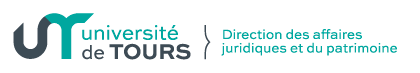 université
de TOURS
Direction des affaires
juridiques et du patrimoine